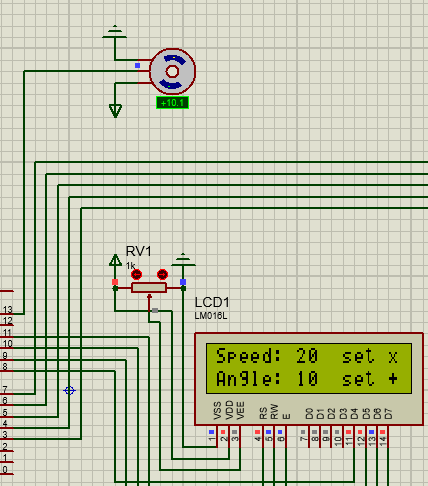 +10.1
RV1
1k
LCD1
LM016L
Speed: 20 set x
Angle: 10 set +
VSS
VDD
VEE
RS
RW
E
D0
D1
D2
D3
D4
D5
D6
D7
1
2
3
4
5
6
7
8
9
10
11
12
13
14
13
12
11
10
9
8
7
6
5
4
3
2
1
0